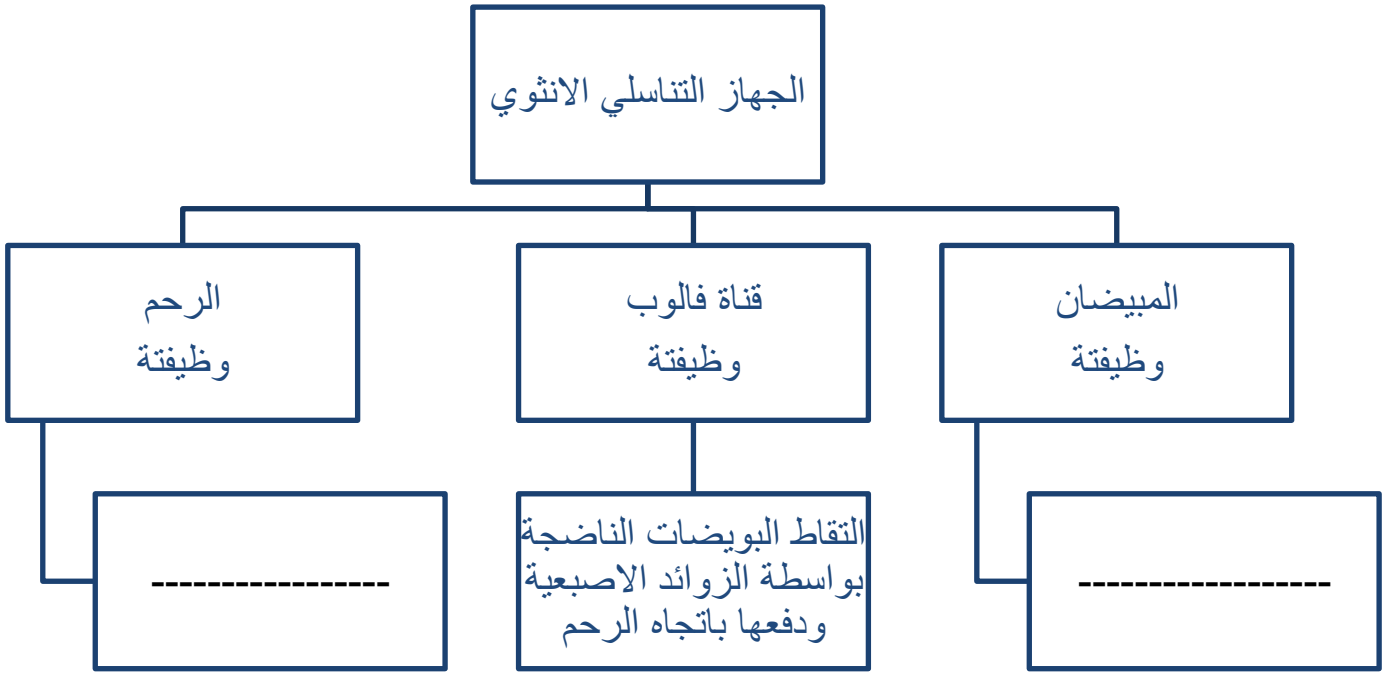 الجهاز التناسلي الانثوي
المبيضان
وظيفتة
قناة فالوب
وظيفتة
الرحم
وظيفتة
------------------
التقاط البويضات الناضجة
بواسطة الزوائد الاصبعية
ودفعها باتجاه الرحم
-----------------